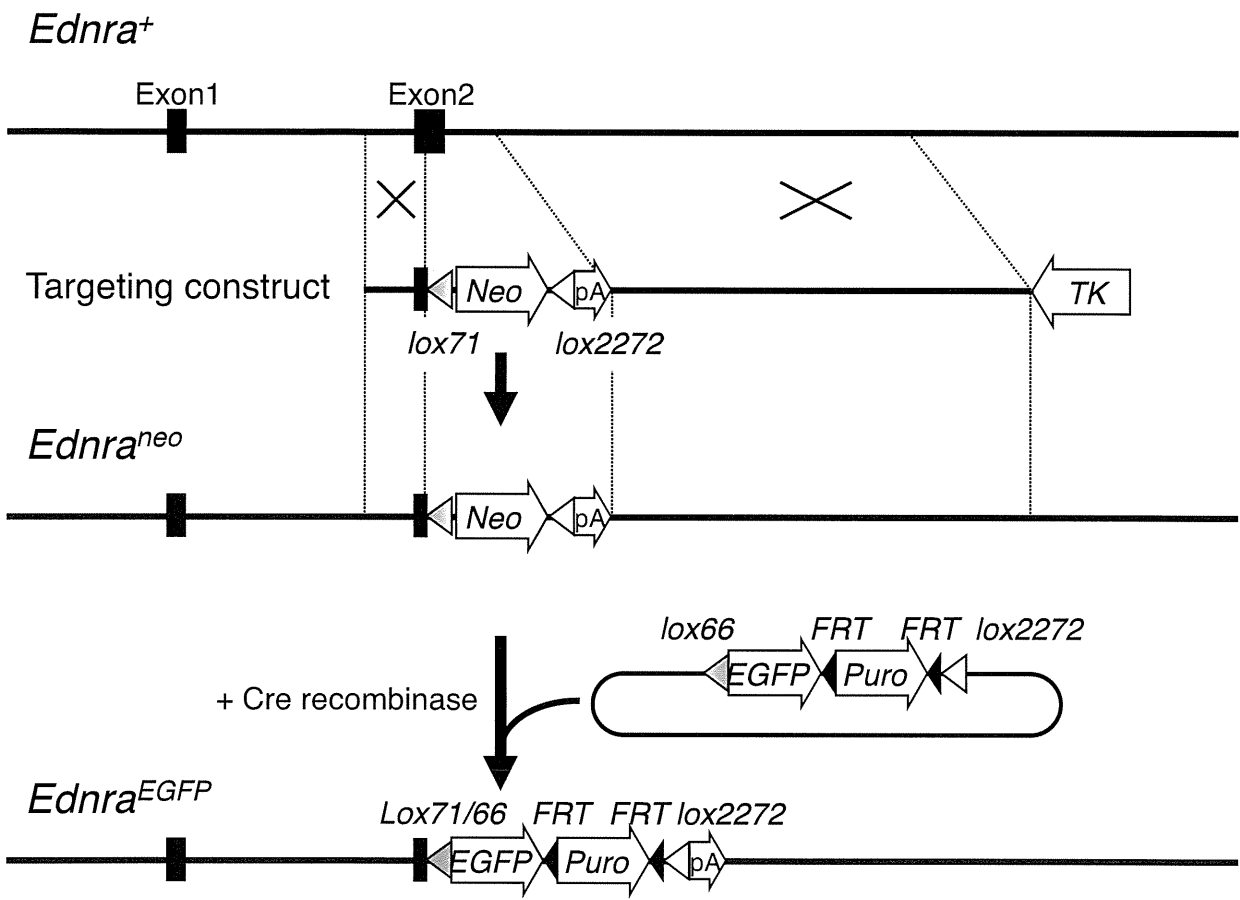 Ednra+
Exon1 Exon2
Targeting construct Neo pA TK
lox71 lox2272
Ednraneo
Neo pA
lox66 FRT FRT lox2272
EGFP Puro
+ Cre recombinase
EdnraEGFP
Lox71/66 FRT FRT lox2272
EGFP Puro pA